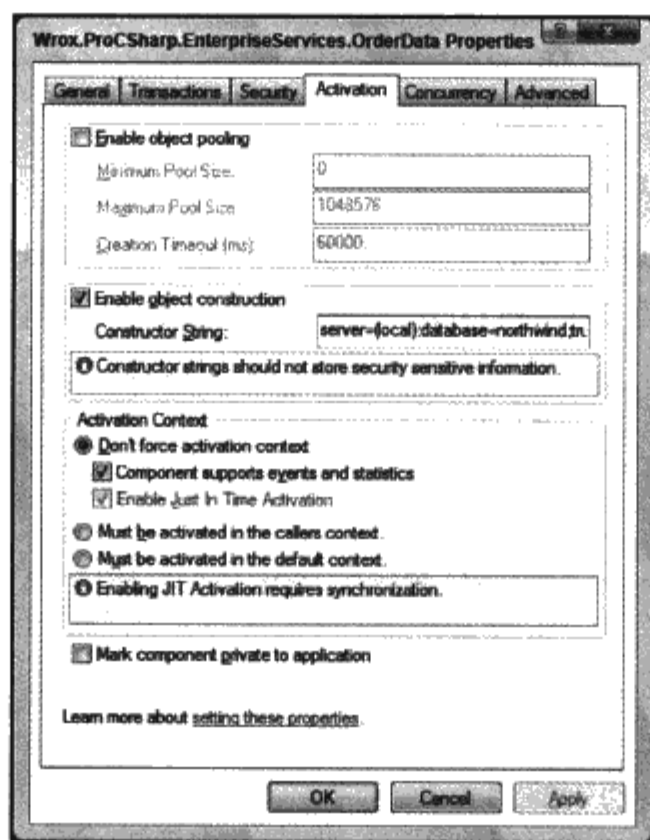 Wrox.ProCSharp.EnterpriseServices.OrderData Properties
General Transactions Security Activation Concurrency Advanced
Enable object pooling
Minimum Pool Size: 0
Maximum Pool Size 1048576
Creation Timeout (ms): 60000
Enable object construction
Constructor String: server=(local);database=northwind;tru
Constructor strings should not store security sensitive information.
Activation Context
Don't force activation context
Component supports events and statistics
Enable Just In Time Activation
Must be activated in the callers context.
Must be activated in the default context.
Enabling JIT Activation requires synchronization.
Mark component private to application
Learn more about setting these properties.
OK Cancel Apply